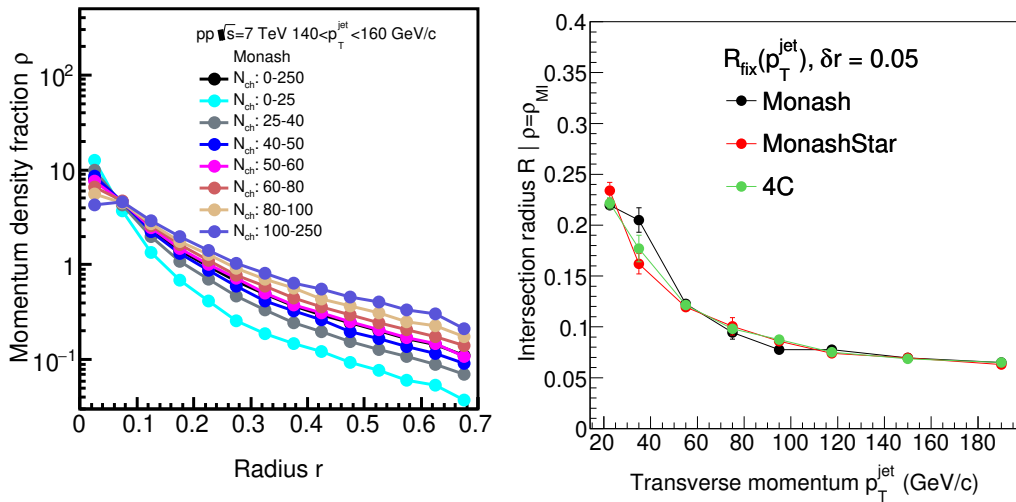 Momentum density fraction ρ
10²
10
1
10⁻¹
pp √s=7 TeV 140<p_T^jet<160 GeV/c
Monash
N_ch: 0-250
N_ch: 0-25
N_ch: 25-40
N_ch: 40-50
N_ch: 50-60
N_ch: 60-80
N_ch: 80-100
N_ch: 100-250
0 0.1 0.2 0.3 0.4 0.5 0.6 0.7
Radius r
Intersection radius R | ρ=ρ_MI
0.4
0.35
0.3
0.25
0.2
0.15
0.1
0.05
0
R_fix(p_T^jet), δr = 0.05
Monash
MonashStar
4C
20 40 60 80 100 120 140 160 180
Transverse momentum p_T^jet (GeV/c)